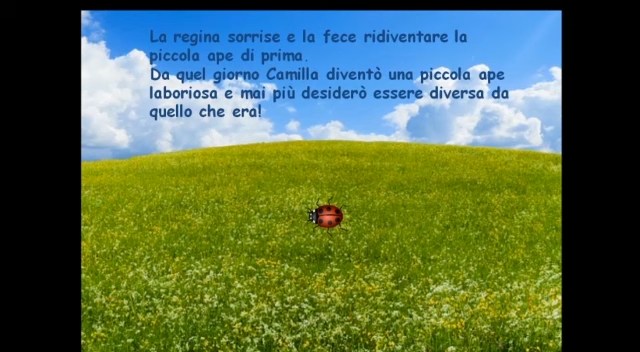 La regina sorrise e la fece ridiventare la
piccola ape di prima.
Da quel giorno Camilla diventò una piccola ape
laboriosa e mai più desiderò essere diversa da
quello che era!